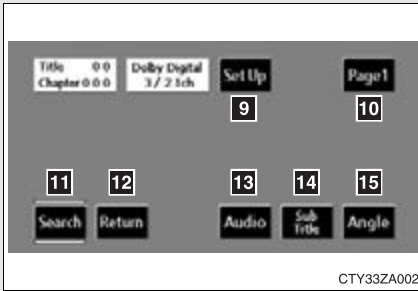 Title 0 0
Chapter 0 0 0
Dolby Digital
3 / 2 1ch
Set Up
Page1
9
10
11
12
13
14
15
Search
Return
Audio
Sub
Title
Angle
CTY33ZA002